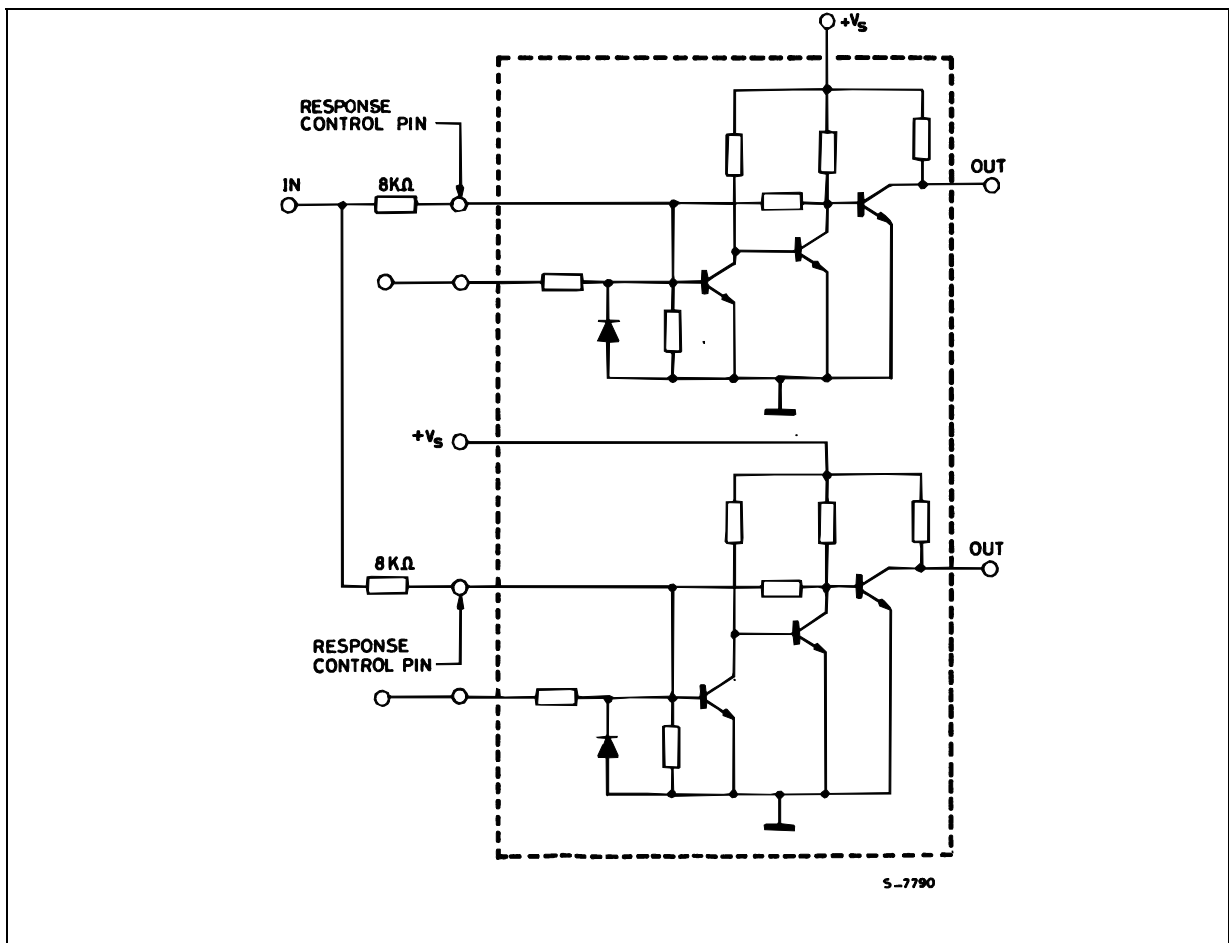 +Vs
RESPONSE
CONTROL PIN
OUT
IN
8KΩ
+Vs
8KΩ
OUT
RESPONSE
CONTROL PIN
S-7790